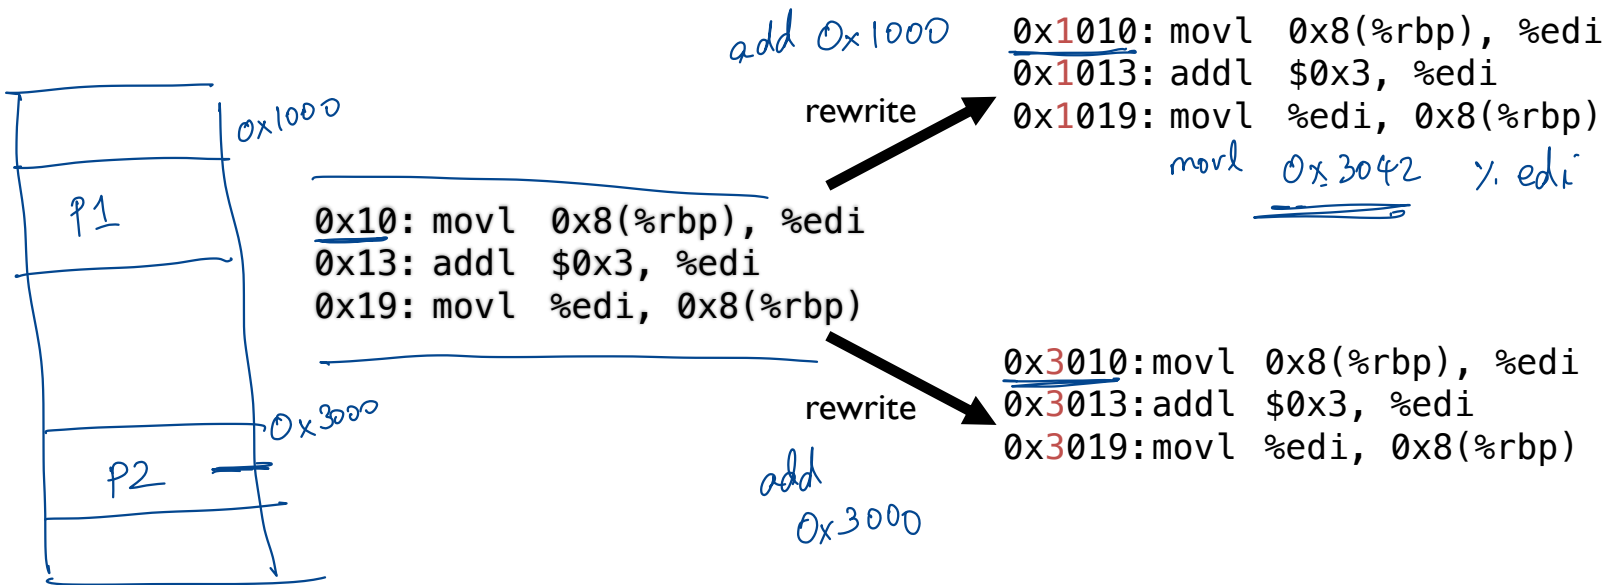 add 0x1000
0x1010: movl 0x8(%rbp), %edi
0x1013: addl $0x3, %edi
0x1019: movl %edi, 0x8(%rbp)
movl 0x3042 %edi
rewrite
0x1000
P1
0x10: movl 0x8(%rbp), %edi
0x13: addl $0x3, %edi
0x19: movl %edi, 0x8(%rbp)
0x3000
P2
rewrite
add
0x3000
0x3010: movl 0x8(%rbp), %edi
0x3013: addl $0x3, %edi
0x3019: movl %edi, 0x8(%rbp)